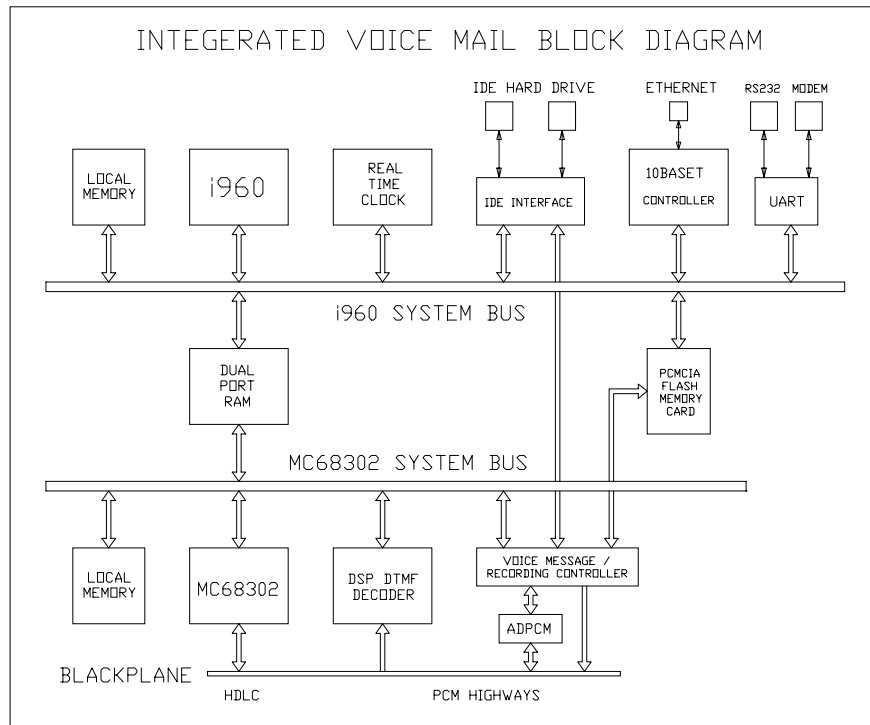 INTEGERATED VOICE MAIL BLOCK DIAGRAM
IDE HARD DRIVE
ETHERNET
RS232 MODEM
LOCAL
MEMORY
i960
REAL
TIME
CLOCK
IDE INTERFACE
10BASET
CONTROLLER
UART
i960 SYSTEM BUS
DUAL
PORT
RAM
PCMCIA
FLASH
MEMORY
CARD
MC68302 SYSTEM BUS
LOCAL
MEMORY
MC68302
DSP DTMF
DECODER
VOICE MESSAGE /
RECORDING CONTROLLER
ADPCM
BLACKPLANE
HDLC
PCM HIGHWAYS